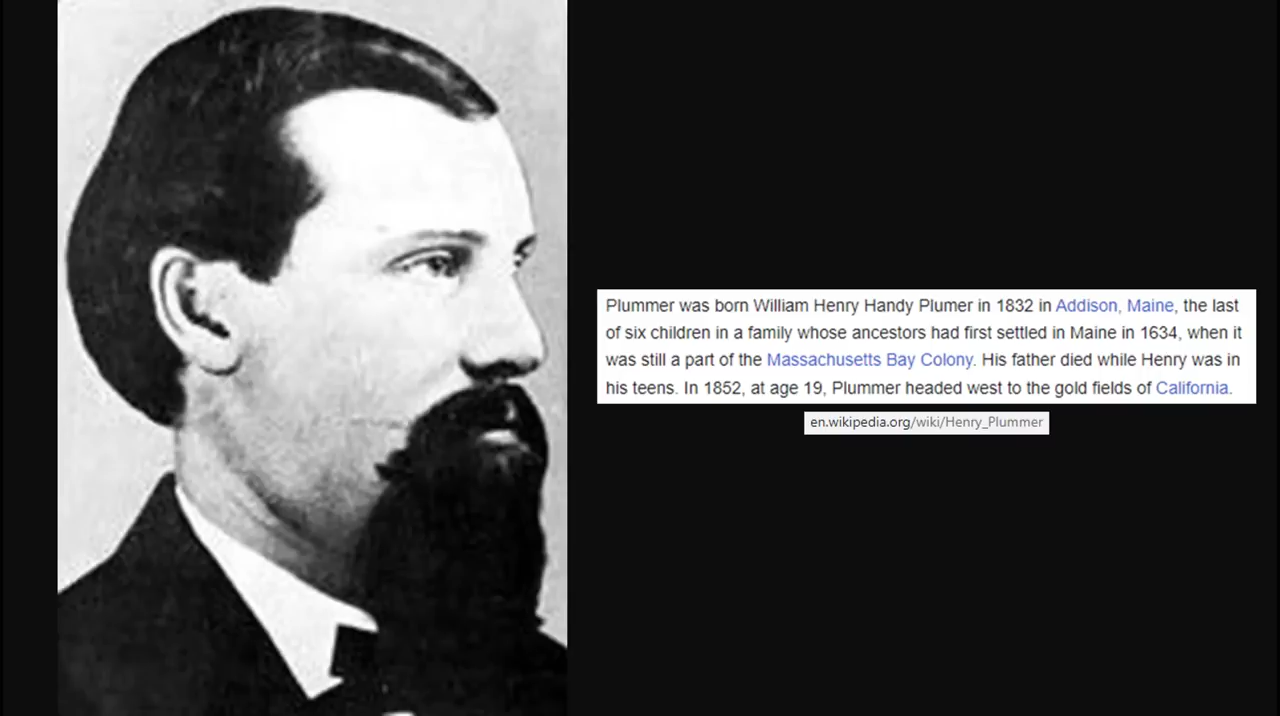 Plummer was born William Henry Handy Plumer in 1832 in Addison, Maine, the last
of six children in a family whose ancestors had first settled in Maine in 1634, when it
was still a part of the Massachusetts Bay Colony. His father died while Henry was in
his teens. In 1852, at age 19, Plummer headed west to the gold fields of California.
en.wikipedia.org/wiki/Henry_Plummer